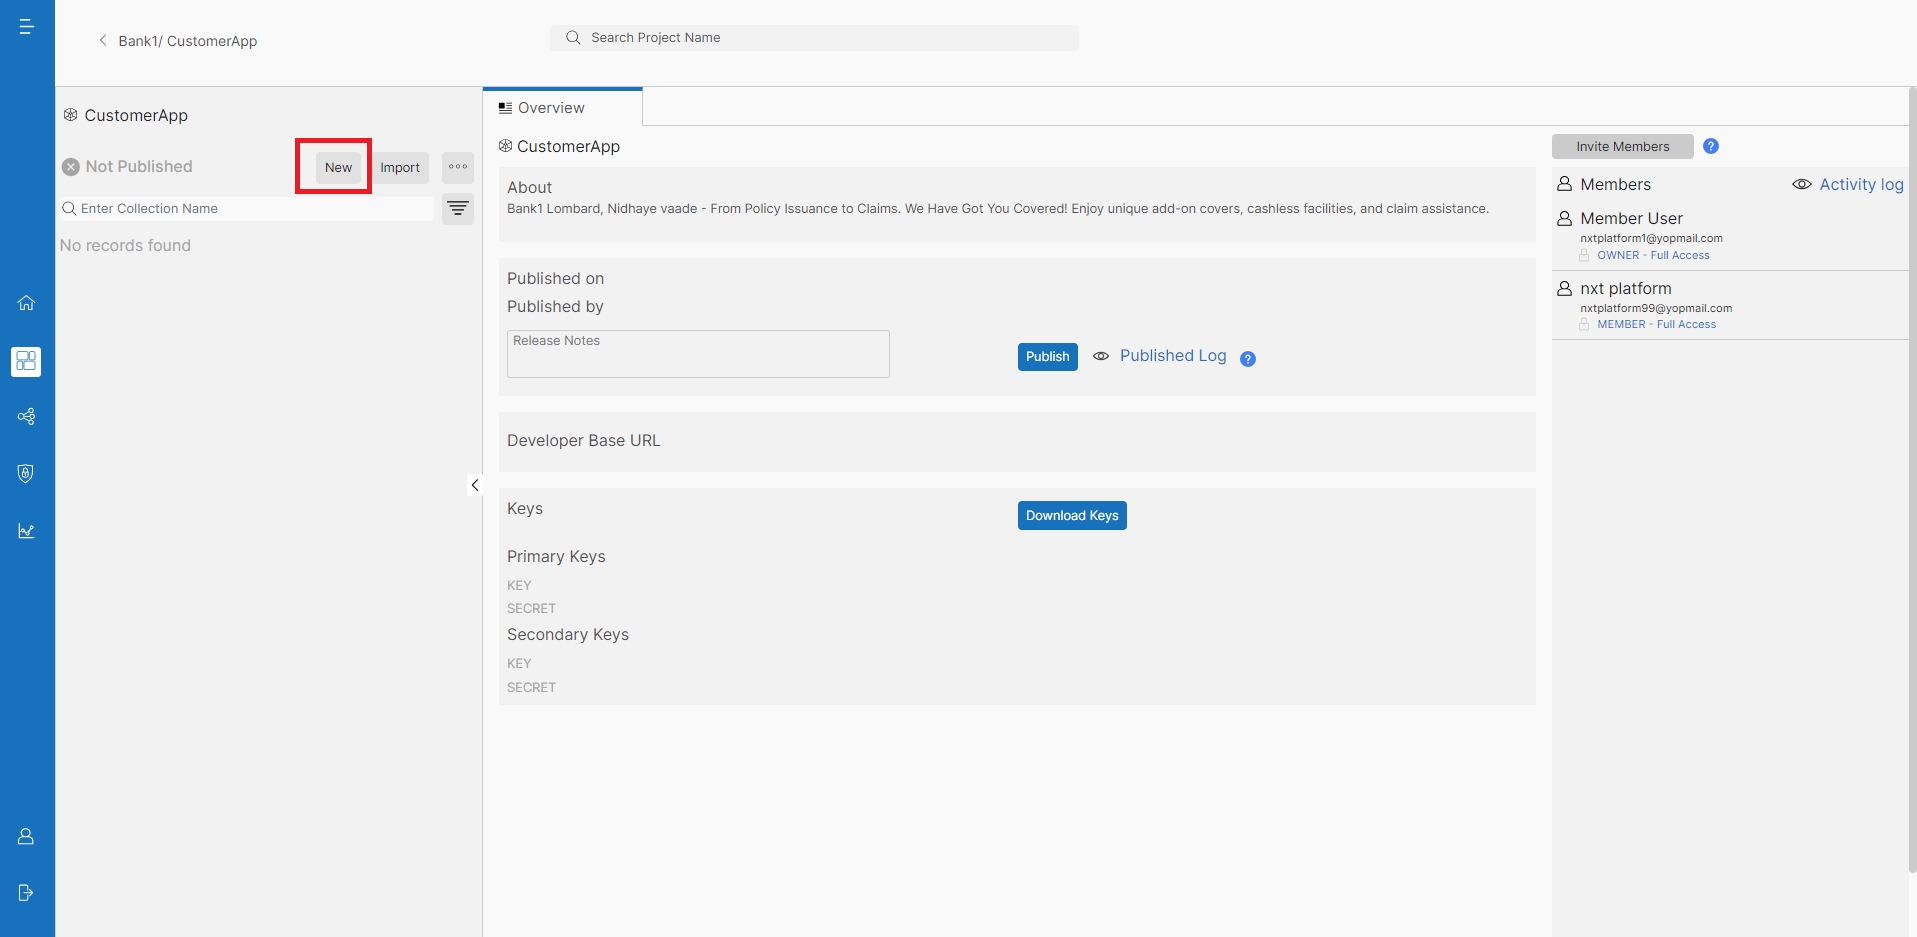 Bank1/ CustomerApp
Search Project Name
CustomerApp
Not Published
New
Import
Enter Collection Name
No records found
Overview
CustomerApp
About
Bank1 Lombard, Nidhaye vaade - From Policy Issuance to Claims. We Have Got You Covered! Enjoy unique add-on covers, cashless facilities, and claim assistance.
Published on
Published by
Release Notes
Publish
Published Log
?
Developer Base URL
Keys
Download Keys
Primary Keys
KEY
SECRET
Secondary Keys
KEY
SECRET
Invite Members
?
Members
Activity log
Member User
nxtplatform1@yopmail.com
OWNER - Full Access
nxt platform
nxtplatform99@yopmail.com
MEMBER - Full Access